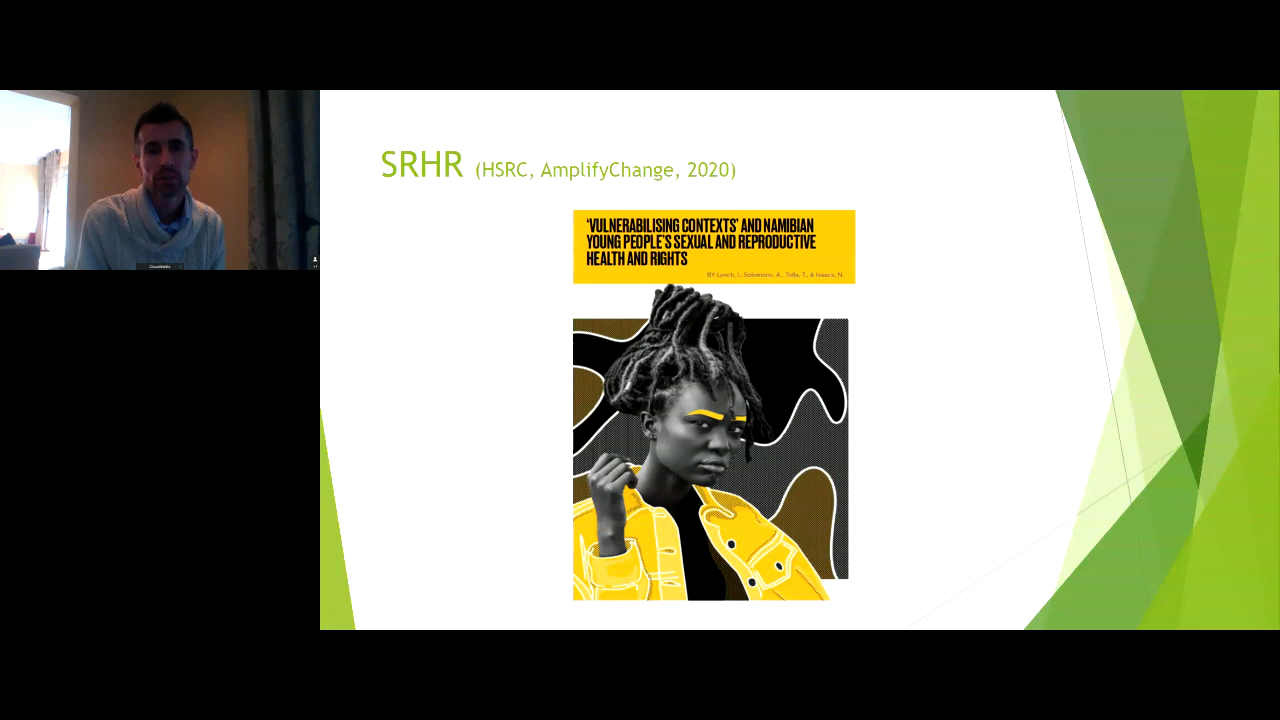 SRHR (HSRC, AmplifyChange, 2020)
'VULNERABILISING CONTEXTS' AND NAMIBIAN
YOUNG PEOPLE'S SEXUAL AND REPRODUCTIVE
HEALTH AND RIGHTS
BY Lynch, I., Solomons, A., Tolla, T., & Isaacs, N.